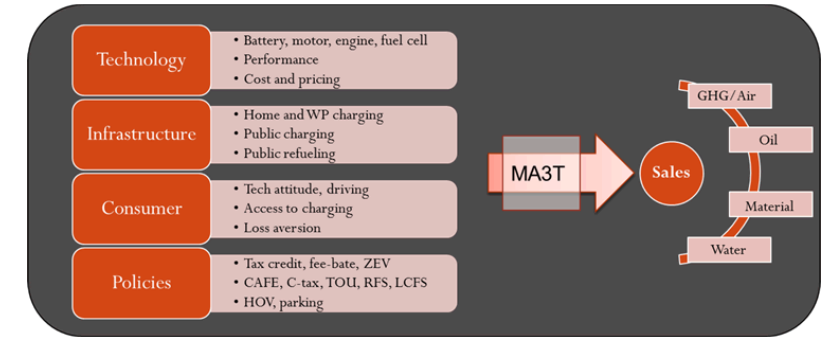 Technology
• Battery, motor, engine, fuel cell
• Performance
• Cost and pricing
Infrastructure
• Home and WP charging
• Public charging
• Public refueling
Consumer
• Tech attitude, driving
• Access to charging
• Loss aversion
Policies
• Tax credit, fee-bate, ZEV
• CAFE, C-tax, TOU, RFS, LCFS
• HOV, parking
MA3T
Sales
GHG/Air
Oil
Material
Water